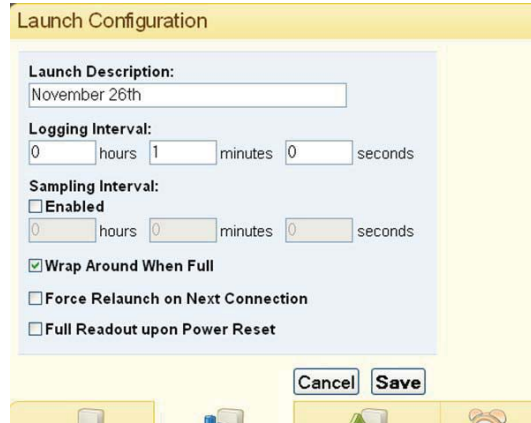 Launch Configuration
Launch Description:
November 26th
Logging Interval:
0 hours 1 minutes 0 seconds
Sampling Interval:
Enabled
0 hours 0 minutes 0 seconds
Wrap Around When Full
Force Relaunch on Next Connection
Full Readout upon Power Reset
Cancel Save